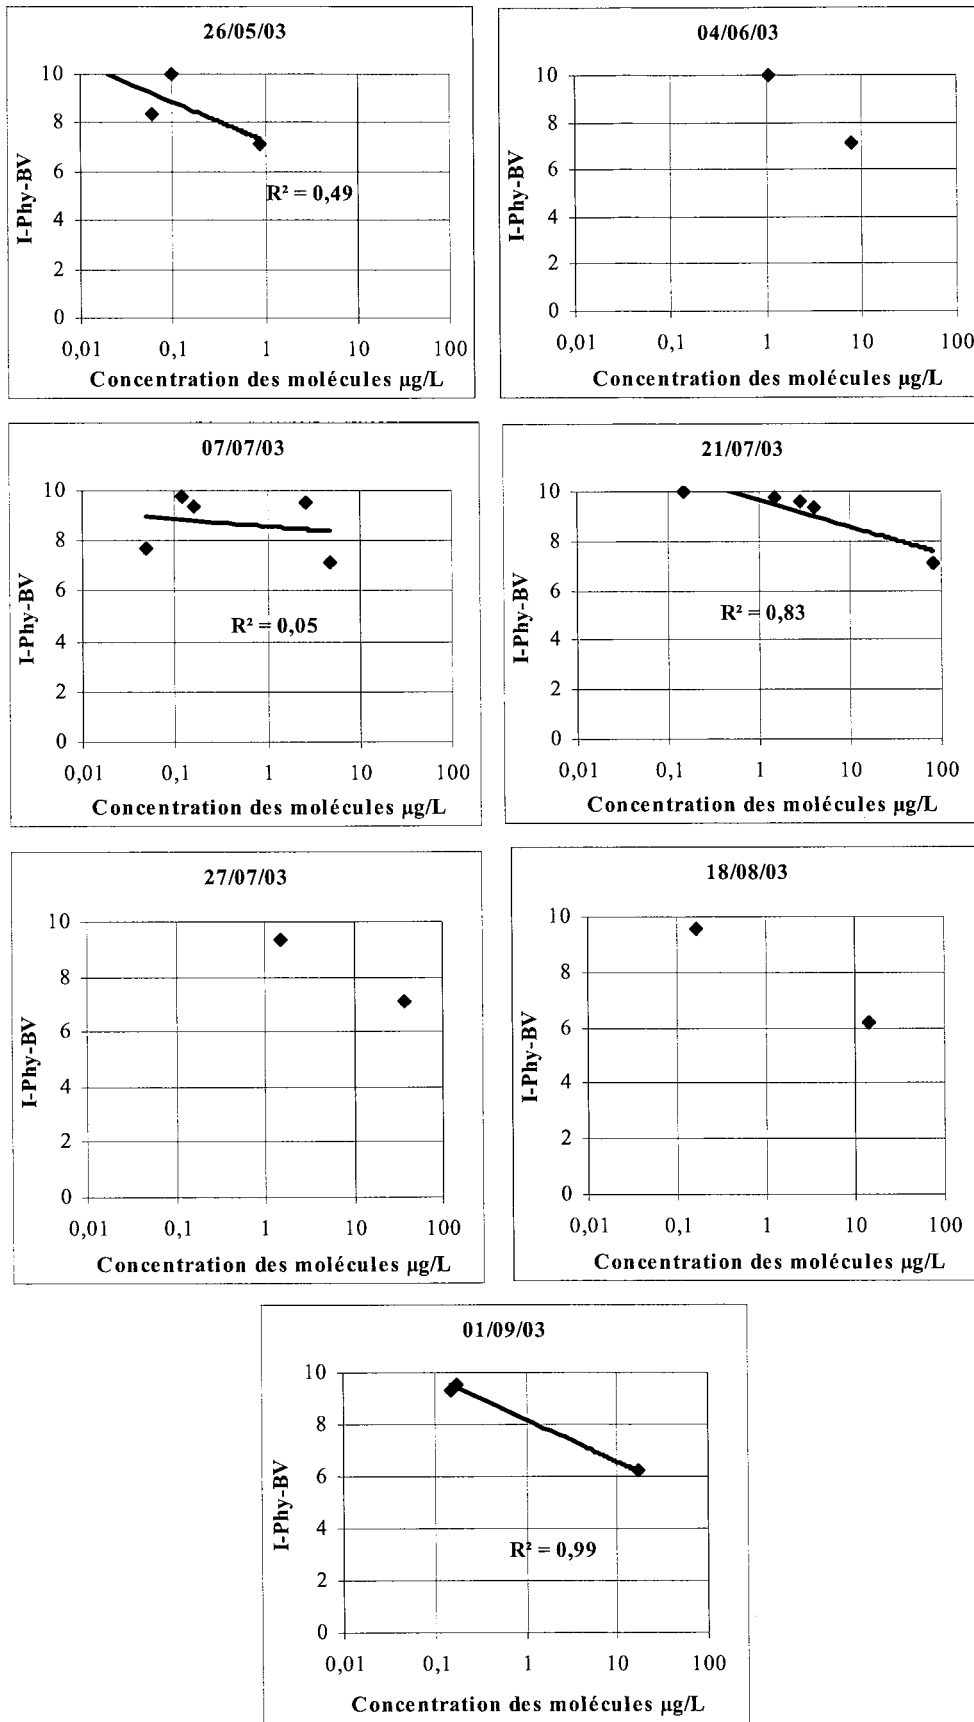 26/05/03
10
8
6
4
2
0
I-Phy-BV
R² = 0,49
0,01 0,1 1 10 100
Concentration des molécules µg/L
04/06/03
10
8
6
4
2
0
I-Phy-BV
0,01 0,1 1 10 100
Concentration des molécules µg/L
07/07/03
10
8
6
4
2
0
I-Phy-BV
R² = 0,05
0,01 0,1 1 10 100
Concentration des molécules µg/L
21/07/03
10
8
6
4
2
0
I-Phy-BV
R² = 0,83
0,01 0,1 1 10 100
Concentration des molécules µg/L
27/07/03
10
8
6
4
2
0
I-Phy-BV
0,01 0,1 1 10 100
Concentration des molécules µg/L
18/08/03
10
8
6
4
2
0
I-Phy-BV
0,01 0,1 1 10 100
Concentration des molécules µg/L
01/09/03
10
8
6
4
2
0
I-Phy-BV
R² = 0,99
0,01 0,1 1 10 100
Concentration des molécules µg/L